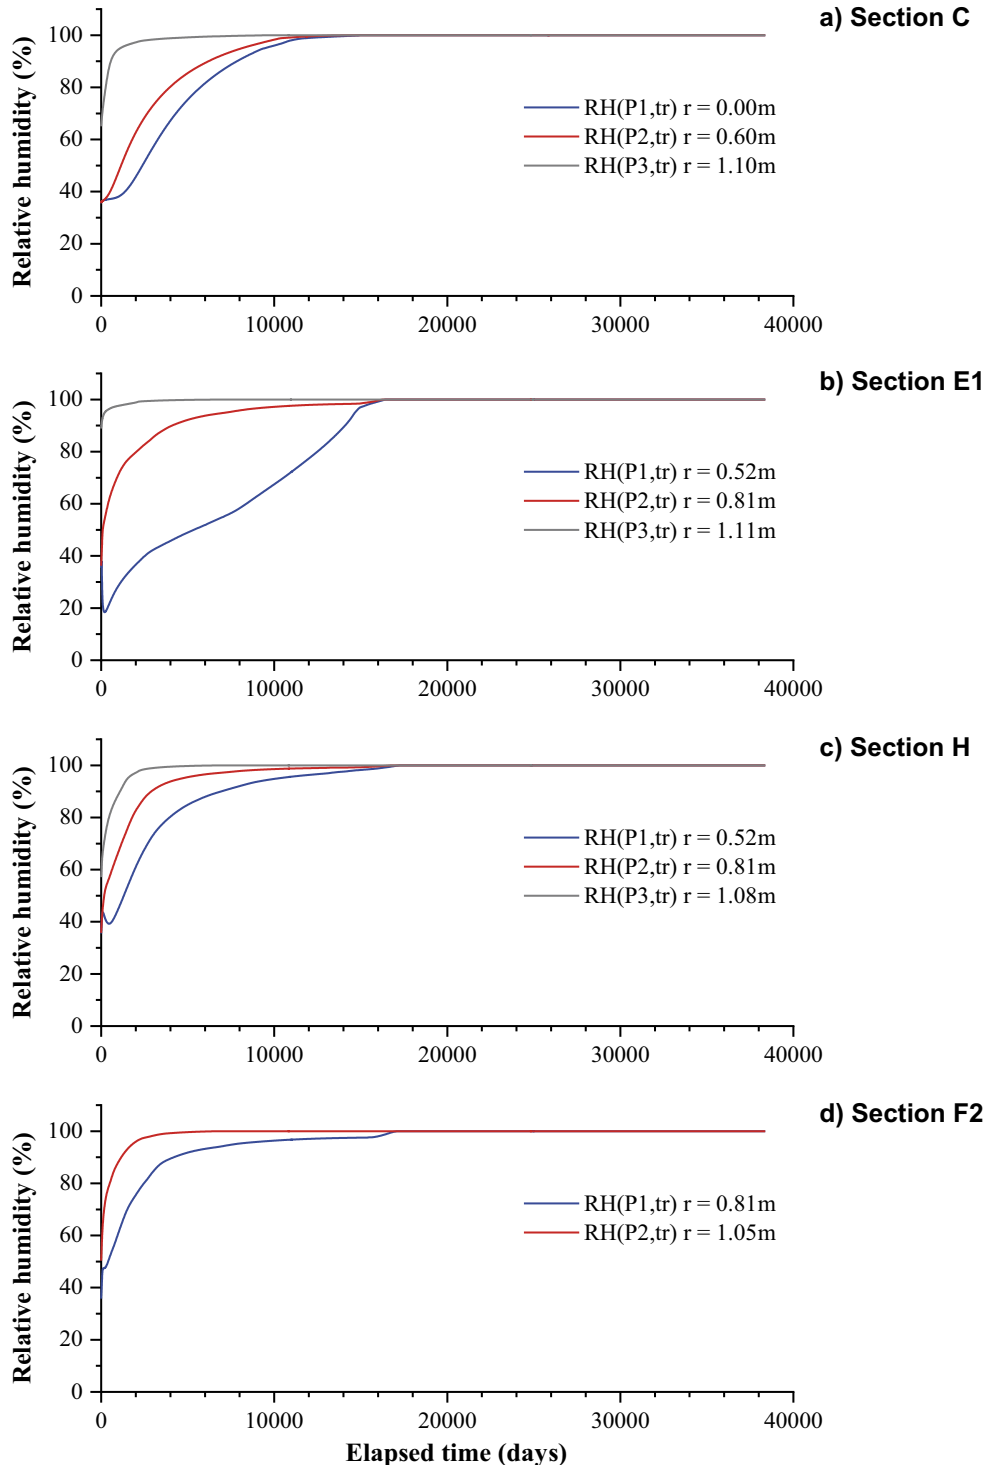 a) Section C
Relative humidity (%)
100
80
60
40
20
0
RH(P1,tr) r = 0.00m
RH(P2,tr) r = 0.60m
RH(P3,tr) r = 1.10m
0 10000 20000 30000 40000
b) Section E1
Relative humidity (%)
100
80
60
40
20
0
RH(P1,tr) r = 0.52m
RH(P2,tr) r = 0.81m
RH(P3,tr) r = 1.11m
0 10000 20000 30000 40000
c) Section H
Relative humidity (%)
100
80
60
40
20
0
RH(P1,tr) r = 0.52m
RH(P2,tr) r = 0.81m
RH(P3,tr) r = 1.08m
0 10000 20000 30000 40000
d) Section F2
Relative humidity (%)
100
80
60
40
20
0
RH(P1,tr) r = 0.81m
RH(P2,tr) r = 1.05m
0 10000 20000 30000 40000
Elapsed time (days)